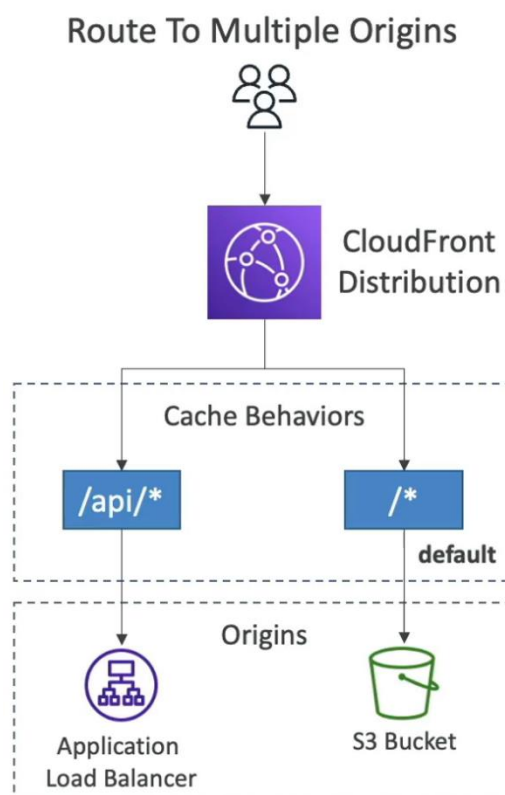 Route To Multiple Origins
CloudFront
Distribution
Cache Behaviors
/api/*
/*
default
Origins
Application
Load Balancer
S3 Bucket